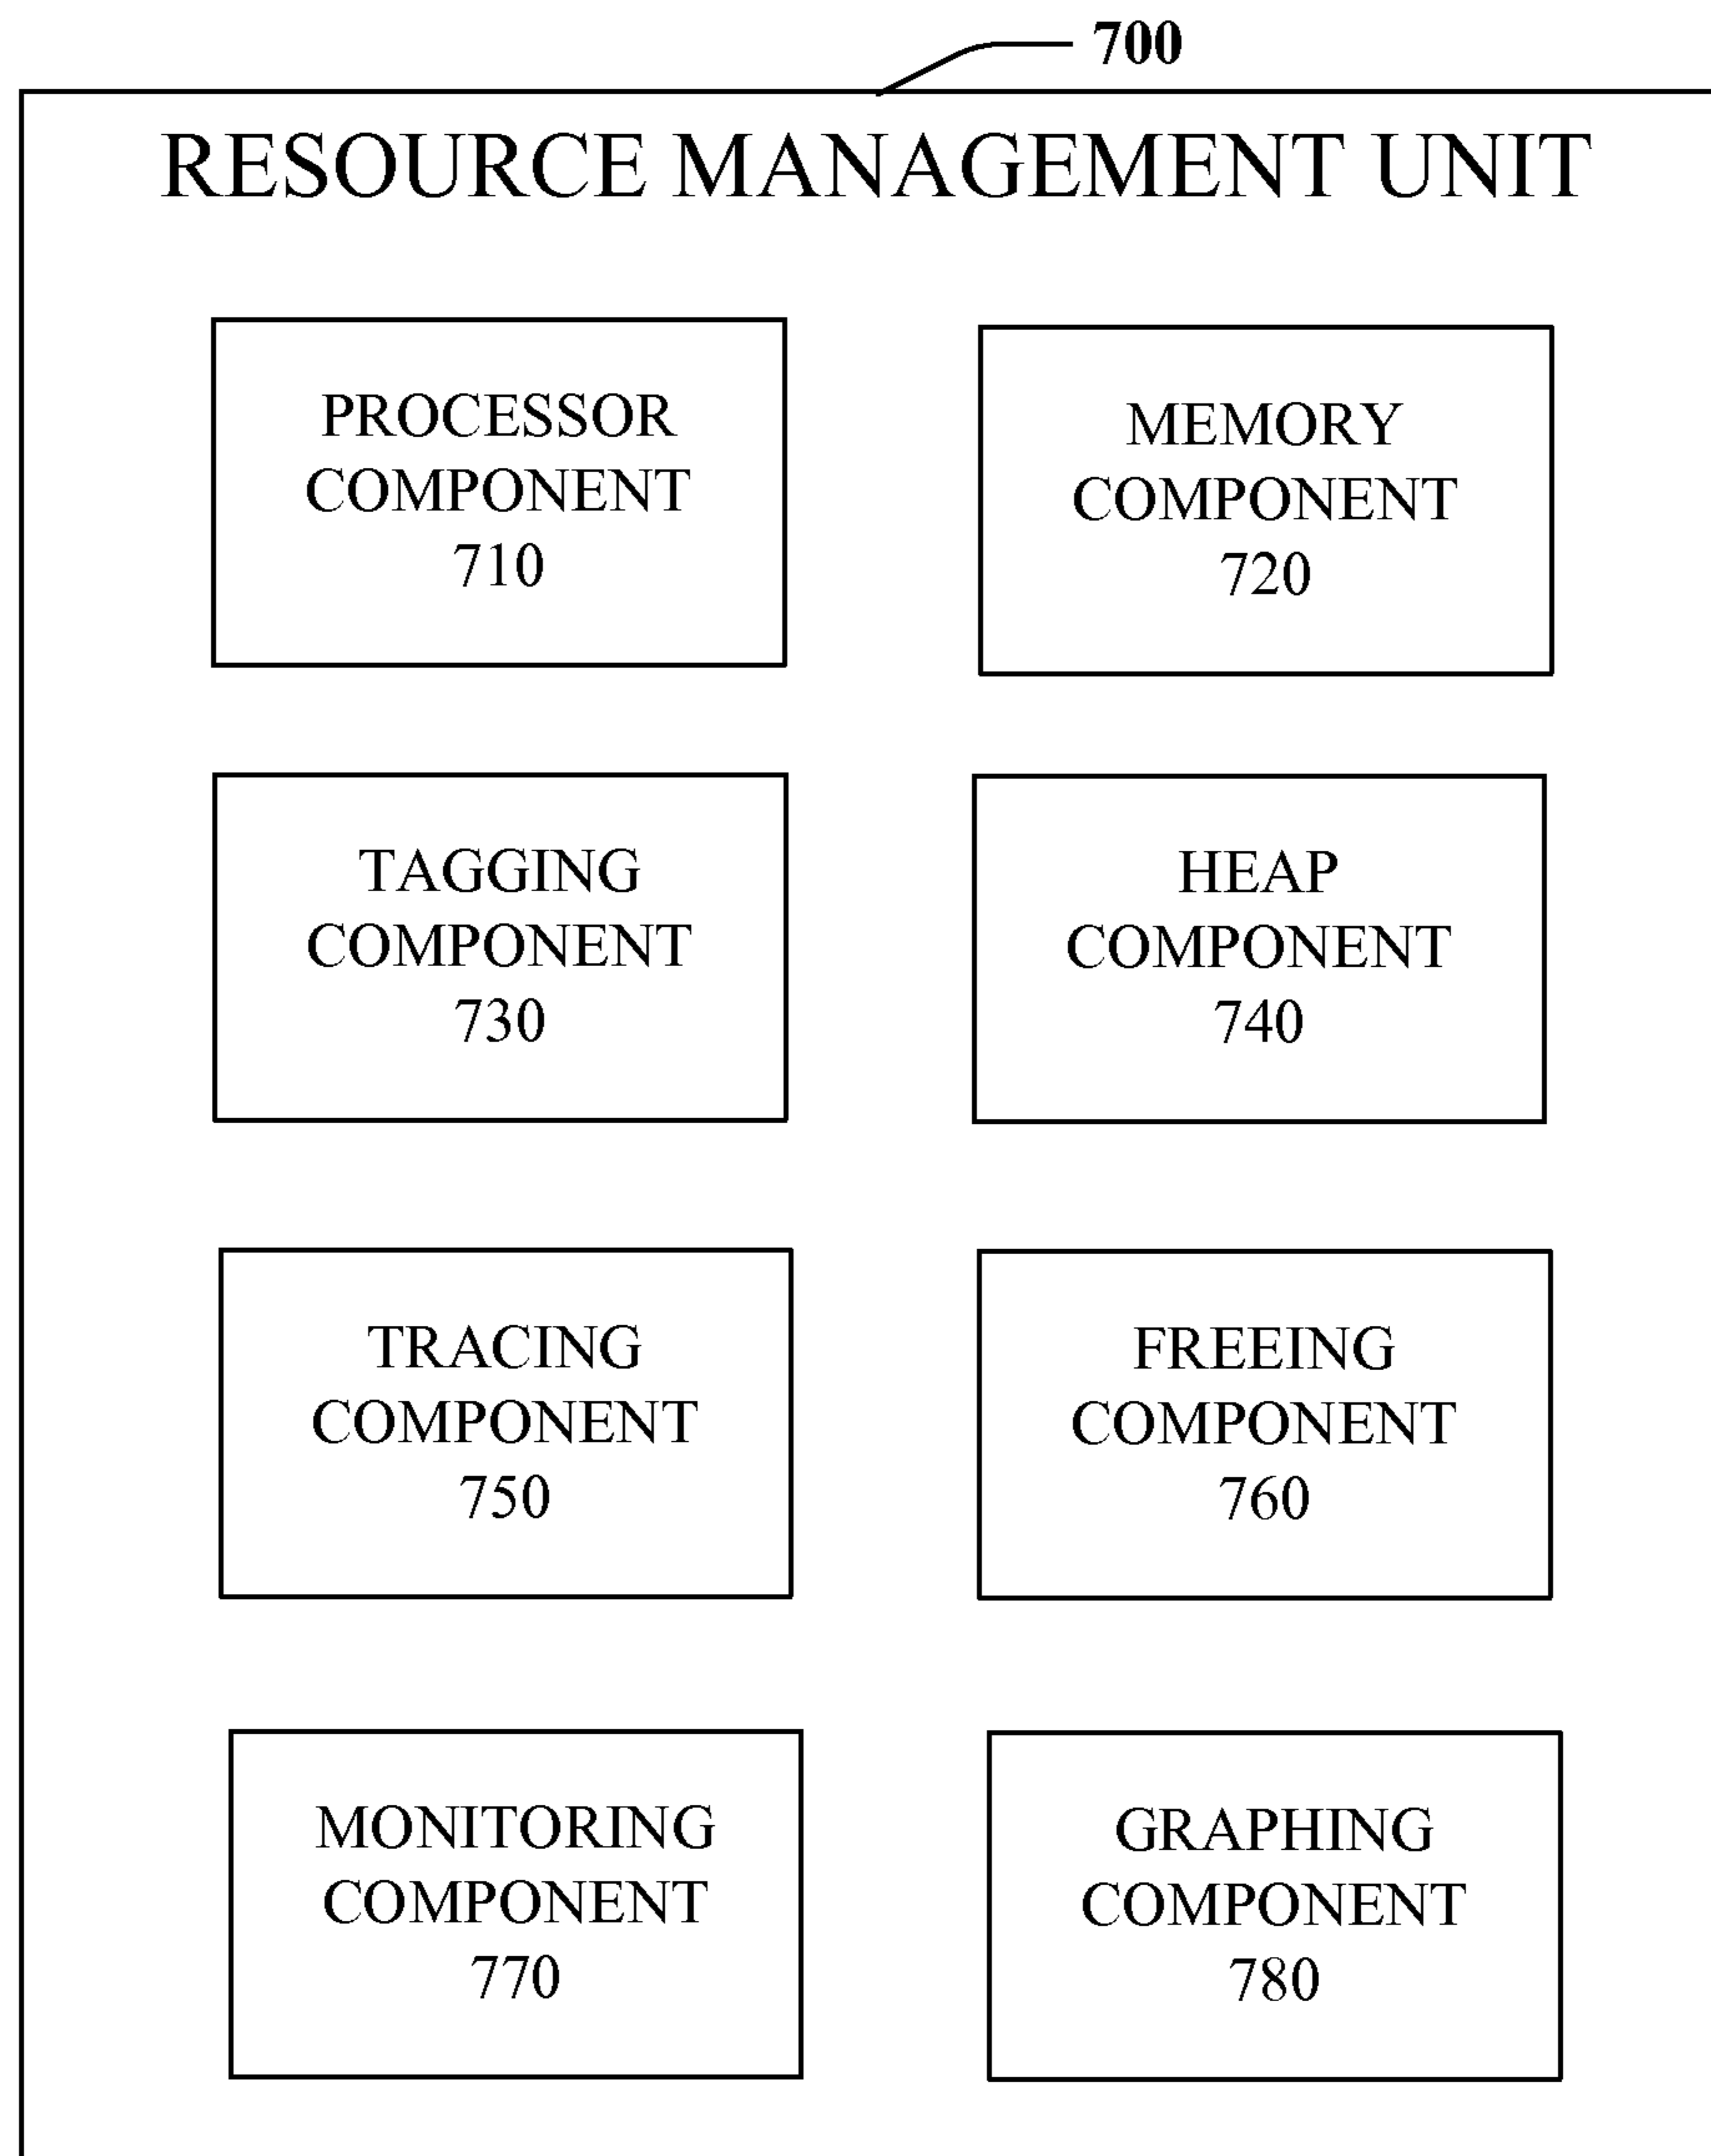 700
RESOURCE MANAGEMENT UNIT
PROCESSOR
COMPONENT
710
MEMORY
COMPONENT
720
TAGGING
COMPONENT
730
HEAP
COMPONENT
740
TRACING
COMPONENT
750
FREEING
COMPONENT
760
MONITORING
COMPONENT
770
GRAPHING
COMPONENT
780